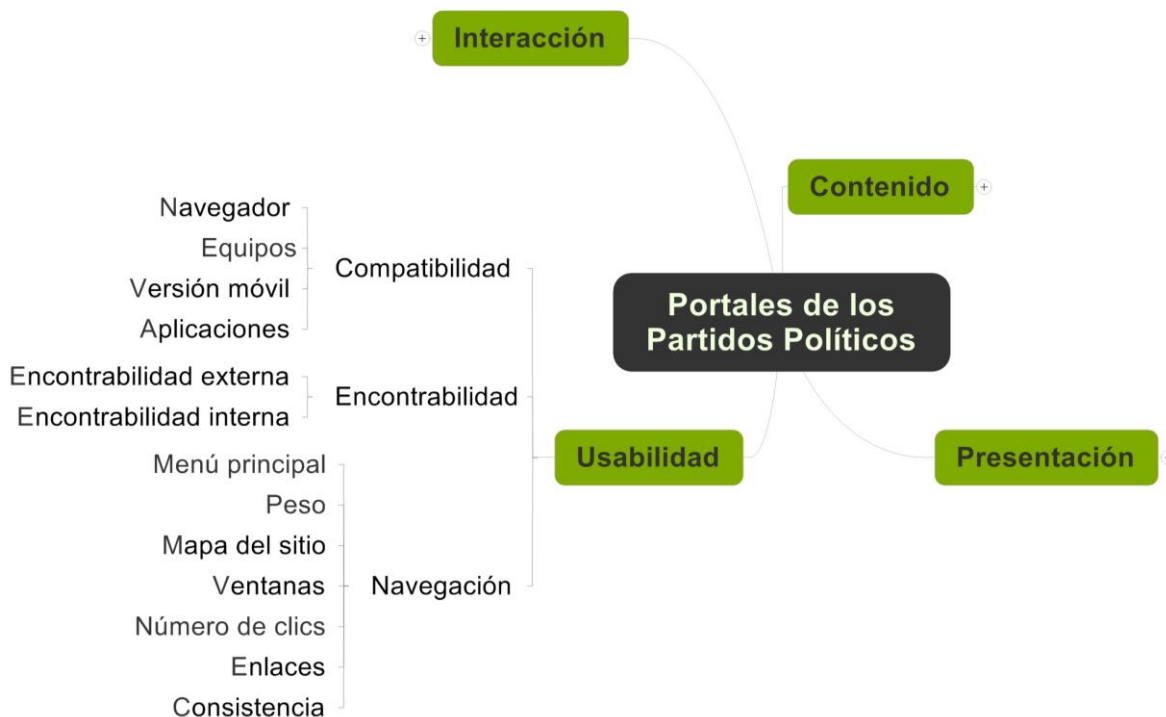 Interacción
Contenido
Portales de los
Partidos Políticos
Presentación
Usabilidad
Compatibilidad
Navegador
Equipos
Versión móvil
Aplicaciones
Encontrabilidad
Encontrabilidad externa
Encontrabilidad interna
Navegación
Menú principal
Peso
Mapa del sitio
Ventanas
Número de clics
Enlaces
Consistencia